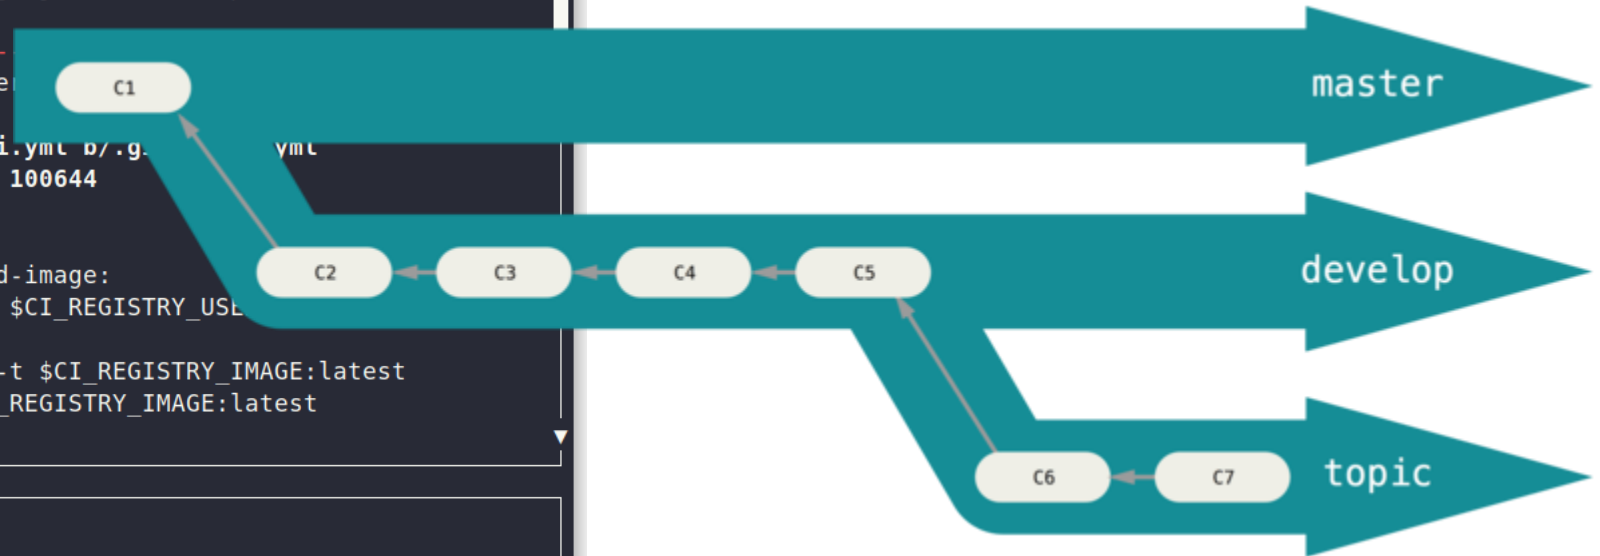 C1
master
i.yml b/.g
yml
100644
C2
C3
C4
C5
develop
d-image:
$CI_REGISTRY_USE
-t $CI_REGISTRY_IMAGE:latest
_REGISTRY_IMAGE:latest
C6
C7
topic